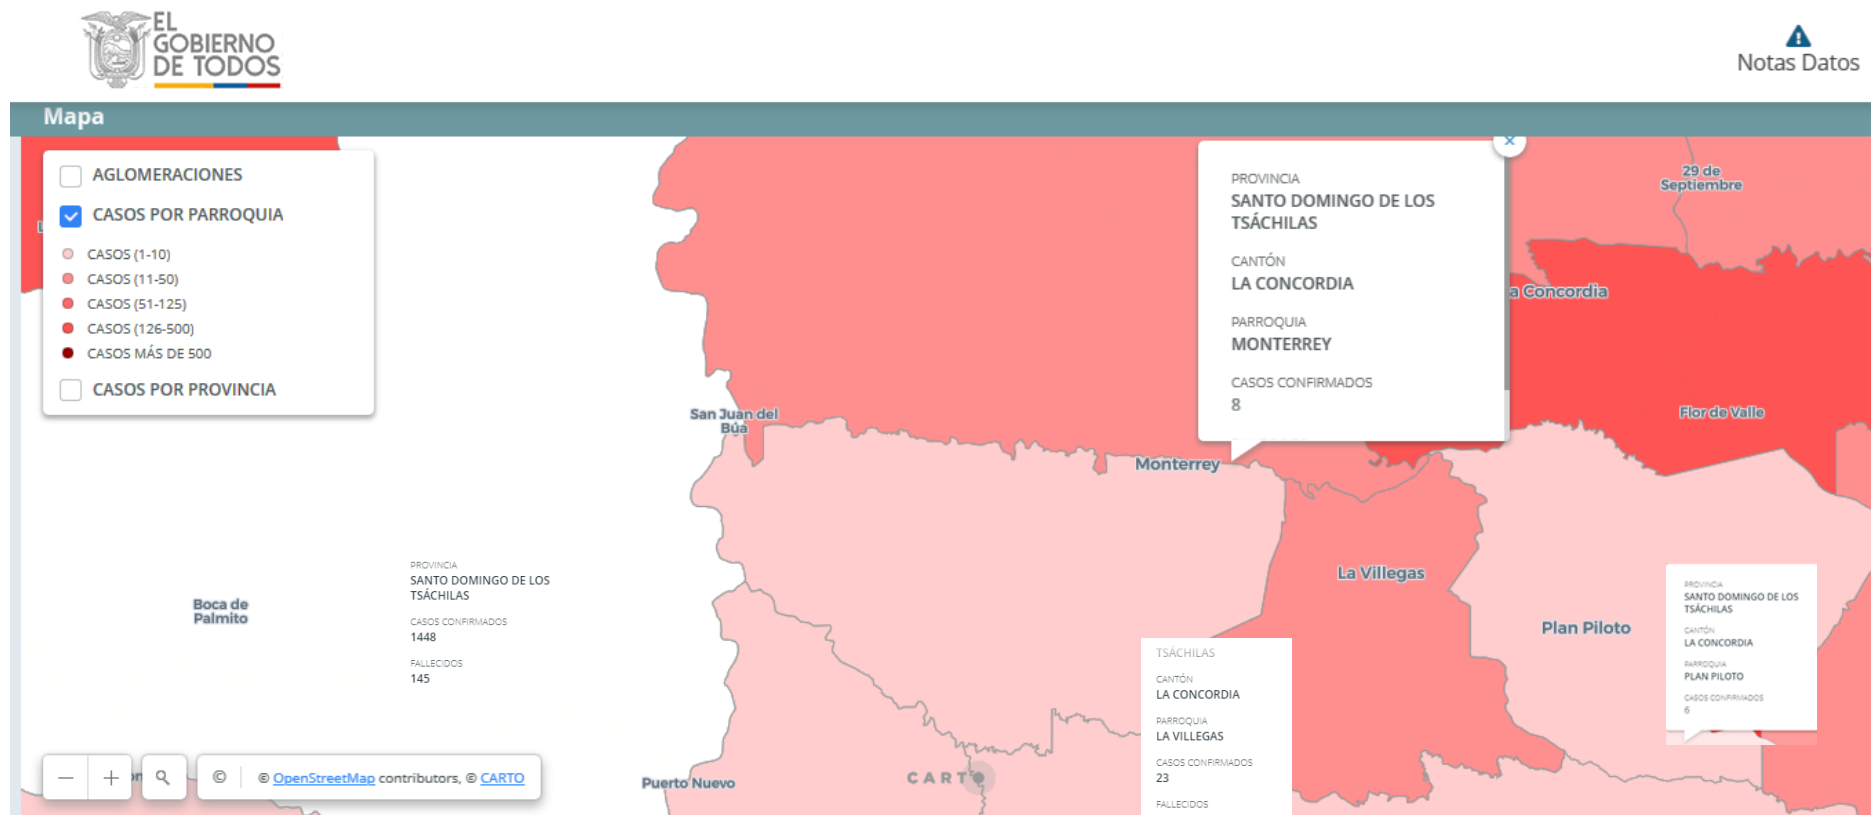 EL
GOBIERNO
DE TODOS
Notas Datos
Mapa
AGLOMERACIONES
CASOS POR PARROQUIA
CASOS (1-10)
CASOS (11-50)
CASOS (51-125)
CASOS (126-500)
CASOS MÁS DE 500
CASOS POR PROVINCIA
PROVINCIA
SANTO DOMINGO DE LOS
TSÁCHILAS
CANTÓN
LA CONCORDIA
PARROQUIA
MONTERREY
CASOS CONFIRMADOS
8
29 de
Septiembre
a Concordia
Flor de Valle
San Juan del
Búa
Monterrey
La Villegas
Plan Piloto
Boca de
Palmito
PROVINCIA
SANTO DOMINGO DE LOS
TSÁCHILAS
CASOS CONFIRMADOS
1448
FALLECIDOS
145
TSÁCHILAS
CANTÓN
LA CONCORDIA
PARROQUIA
LA VILLEGAS
CASOS CONFIRMADOS
23
FALLECIDOS
PROVINCIA
SANTO DOMINGO DE LOS
TSÁCHILAS
CANTÓN
LA CONCORDIA
PARROQUIA
PLAN PILOTO
CASOS CONFIRMADOS
6
Puerto Nuevo
CARTO
© © OpenStreetMap contributors, © CARTO